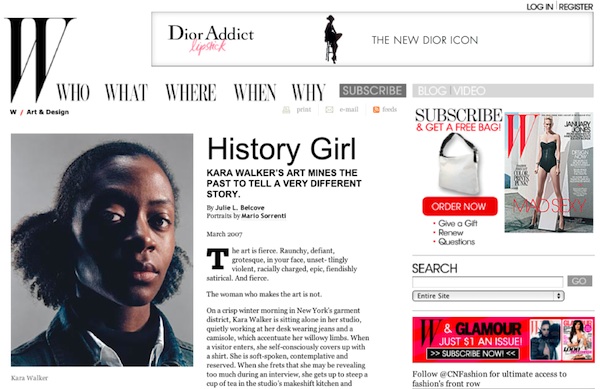 LOG IN | REGISTER
W
Dior Addict
lipstick
THE NEW DIOR ICON
WHO WHAT WHERE WHEN WHY
SUBSCRIBE
BLOG | VIDEO
print e-mail feeds
W / Art & Design
History Girl
KARA WALKER'S ART MINES THE
PAST TO TELL A VERY DIFFERENT
STORY.
By Julie L. Belcove
Portraits by Mario Sorrenti
March 2007
The art is fierce. Raunchy, defiant,
grotesque, in your face, unset- tlingly
violent, racially charged, epic, fiendishly
satirical. And fierce.
The woman who makes the art is not.
On a crisp winter morning in New York's garment
district, Kara Walker is sitting alone in her studio,
quietly working at her desk wearing jeans and a
camisole, which accentuate her willowy limbs. When
a visitor enters, she self-consciously covers up with
a shirt. She is soft-spoken, contemplative and
reserved. When she frets that she may be revealing
too much during an interview, she gets up to steep a
cup of tea in the studio's makeshift kitchen and
Kara Walker
SUBSCRIBE
& GET A FREE BAG!
ORDER NOW
• Give a Gift
• Renew
• Questions
W
JANUARY
JONES
MAD SEXY
SEARCH
GO
Entire Site
W & GLAMOUR
JUST $1 AN ISSUE!
>> SUBSCRIBE NOW! <<
Follow @CNFashion for ultimate access to
fashion's front row